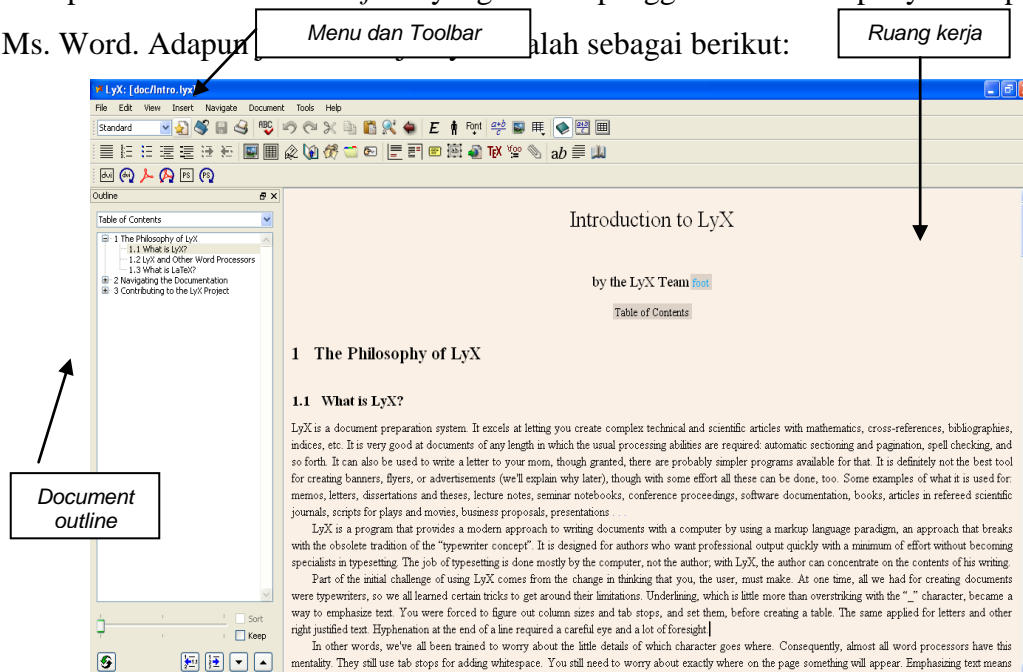 Ms. Word. Adapun
Menu dan Toolbar
alah sebagai berikut:
Ruang kerja
LyX: [doc/Intro.lyx]
File Edit View Insert Navigate Document Tools Help
Standard
ABC
E
Font
a+b
TEX
ab
dvi
dvi
PS
PS
Outline
Table of Contents
1 The Philosophy of LyX
1.1 What is LyX?
1.2 LyX and Other Word Processors
1.3 What is LaTeX?
2 Navigating the Documentation
3 Contributing to the LyX Project
Document
outline
Sort
Keep
Introduction to LyX
by the LyX Team foot
Table of Contents
1 The Philosophy of LyX
1.1 What is LyX?
LyX is a document preparation system. It excels at letting you create complex technical and scientific articles with mathematics, cross-references, bibliographies,
indices, etc. It is very good at documents of any length in which the usual processing abilities are required: automatic sectioning and pagination, spell checking, and
so forth. It can also be used to write a letter to your mom, though granted, there are probably simpler programs available for that. It is definitely not the best tool
for creating banners, flyers, or advertisements (we'll explain why later), though with some effort all these can be done, too. Some examples of what it is used for:
memos, letters, dissertations and theses, lecture notes, seminar notebooks, conference proceedings, software documentation, books, articles in refereed scientific
journals, scripts for plays and movies, business proposals, presentations . . .
LyX is a program that provides a modern approach to writing documents with a computer by using a markup language paradigm, an approach that breaks
with the obsolete tradition of the “typewriter concept”. It is designed for authors who want professional output quickly with a minimum of effort without becoming
specialists in typesetting. The job of typesetting is done mostly by the computer, not the author; with LyX, the author can concentrate on the contents of his writing.
Part of the initial challenge of using LyX comes from the change in thinking that you, the user, must make. At one time, all we had for creating documents
were typewriters, so we all learned certain tricks to get around their limitations. Underlining, which is little more than overstriking with the “_” character, became a
way to emphasize text. You were forced to figure out column sizes and tab stops, and set them, before creating a table. The same applied for letters and other
right justified text. Hyphenation at the end of a line required a careful eye and a lot of foresight.
In other words, we've all been trained to worry about the little details of which character goes where. Consequently, almost all word processors have this
mentality. They still use tab stops for adding whitespace. You still need to worry about exactly where on the page something will appear. Emphasizing text means